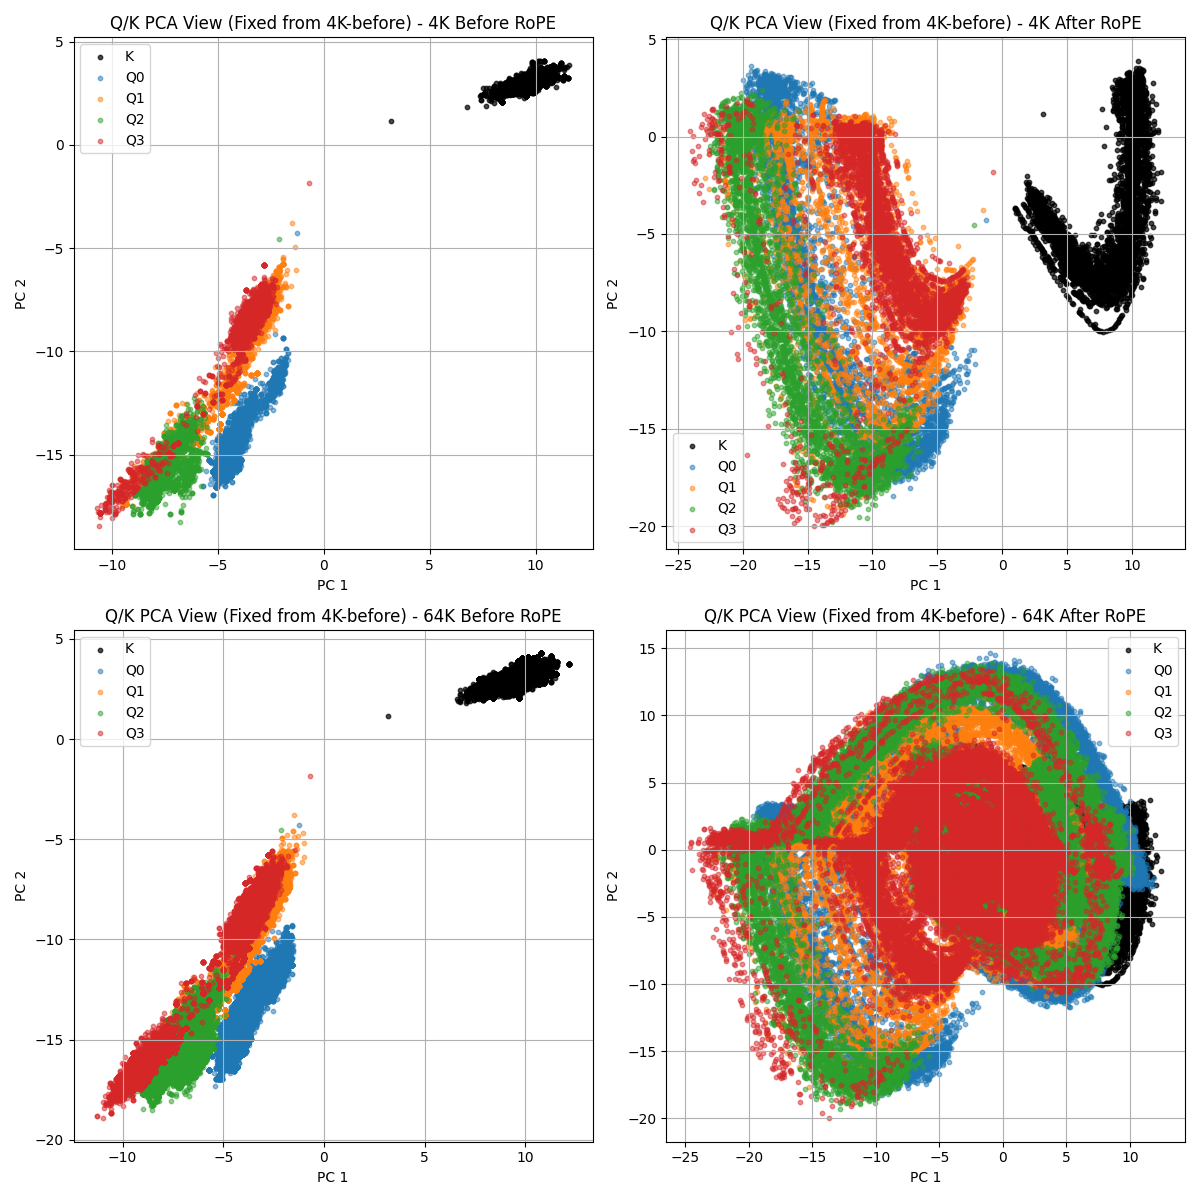 Q/K PCA View (Fixed from 4K-before) - 4K Before RoPE
5
0
−5
−10
−15
PC 2
K
Q0
Q1
Q2
Q3
−10
−5
0
5
10
PC 1
Q/K PCA View (Fixed from 4K-before) - 4K After RoPE
5
0
−5
−10
−15
−20
PC 2
K
Q0
Q1
Q2
Q3
−25
−20
−15
−10
−5
0
5
10
PC 1
Q/K PCA View (Fixed from 4K-before) - 64K Before RoPE
5
0
−5
−10
−15
−20
PC 2
K
Q0
Q1
Q2
Q3
−10
−5
0
5
10
PC 1
Q/K PCA View (Fixed from 4K-before) - 64K After RoPE
15
10
5
0
−5
−10
−15
−20
PC 2
K
Q0
Q1
Q2
Q3
−25
−20
−15
−10
−5
0
5
10
PC 1